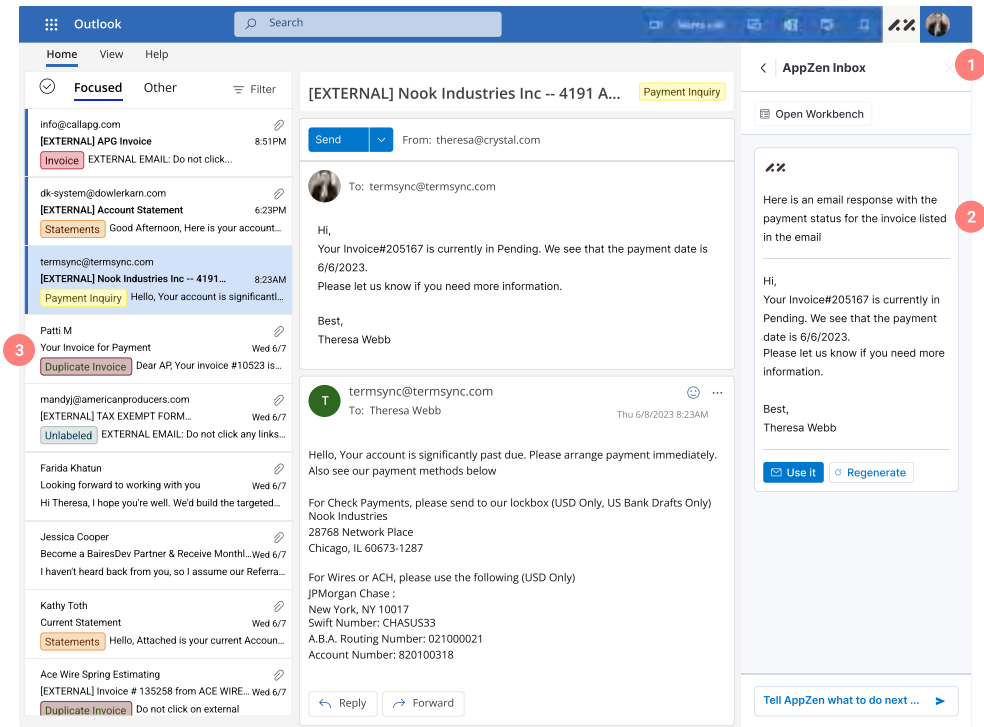 Outlook
Search
Home View Help
Focused Other Filter
info@callapg.com
[EXTERNAL] APG Invoice 8:51PM
Invoice EXTERNAL EMAIL: Do not click...
dk-system@dowlerkarn.com
[EXTERNAL] Account Statement 6:23PM
Statements Good Afternoon, Here is your account...
termsync@termsync.com
[EXTERNAL] Nook Industries Inc -- 4191... 8:23AM
Payment Inquiry Hello, Your account is significantl...
Patti M
Your Invoice for Payment Wed 6/7
3
Duplicate Invoice Dear AP, Your invoice #10523 is...
mandyj@americanproducers.com
[EXTERNAL] TAX EXEMPT FORM... Wed 6/7
Unlabeled EXTERNAL EMAIL: Do not click any links...
Farida Khatun
Looking forward to working with you Wed 6/7
Hi Theresa, I hope you're well. We'd build the targeted...
Jessica Cooper
Become a BairesDev Partner & Receive Monthl... Wed 6/7
I haven't heard back from you, so I assume our Referra...
Kathy Toth
Current Statement Wed 6/7
Statements Hello, Attached is your current Accoun...
Ace Wire Spring Estimating
[EXTERNAL] Invoice # 135258 from ACE WIRE... Wed 6/7
Duplicate Invoice Do not click on external
[EXTERNAL] Nook Industries Inc -- 4191 A... Payment Inquiry
Send From: theresa@crystal.com
To: termsync@termsync.com
Hi,
Your Invoice#205167 is currently in Pending. We see that the payment date is
6/6/2023.
Please let us know if you need more information.
Best,
Theresa Webb
T
termsync@termsync.com
To: Theresa Webb
Thu 6/8/2023 8:23AM
Hello, Your account is significantly past due. Please arrange payment immediately.
Also see our payment methods below
For Check Payments, please send to our lockbox (USD Only, US Bank Drafts Only)
Nook Industries
28768 Network Place
Chicago, IL 60673-1287
For Wires or ACH, please use the following (USD Only)
JPMorgan Chase :
New York, NY 10017
Swift Number: CHASUS33
A.B.A. Routing Number: 021000021
Account Number: 820100318
Reply Forward
AppZen Inbox
1
Open Workbench
Here is an email response with the
payment status for the invoice listed
in the email
2
Hi,
Your Invoice#205167 is currently in
Pending. We see that the payment
date is 6/6/2023.
Please let us know if you need more
information.
Best,
Theresa Webb
Use it Regenerate
Tell AppZen what to do next ...